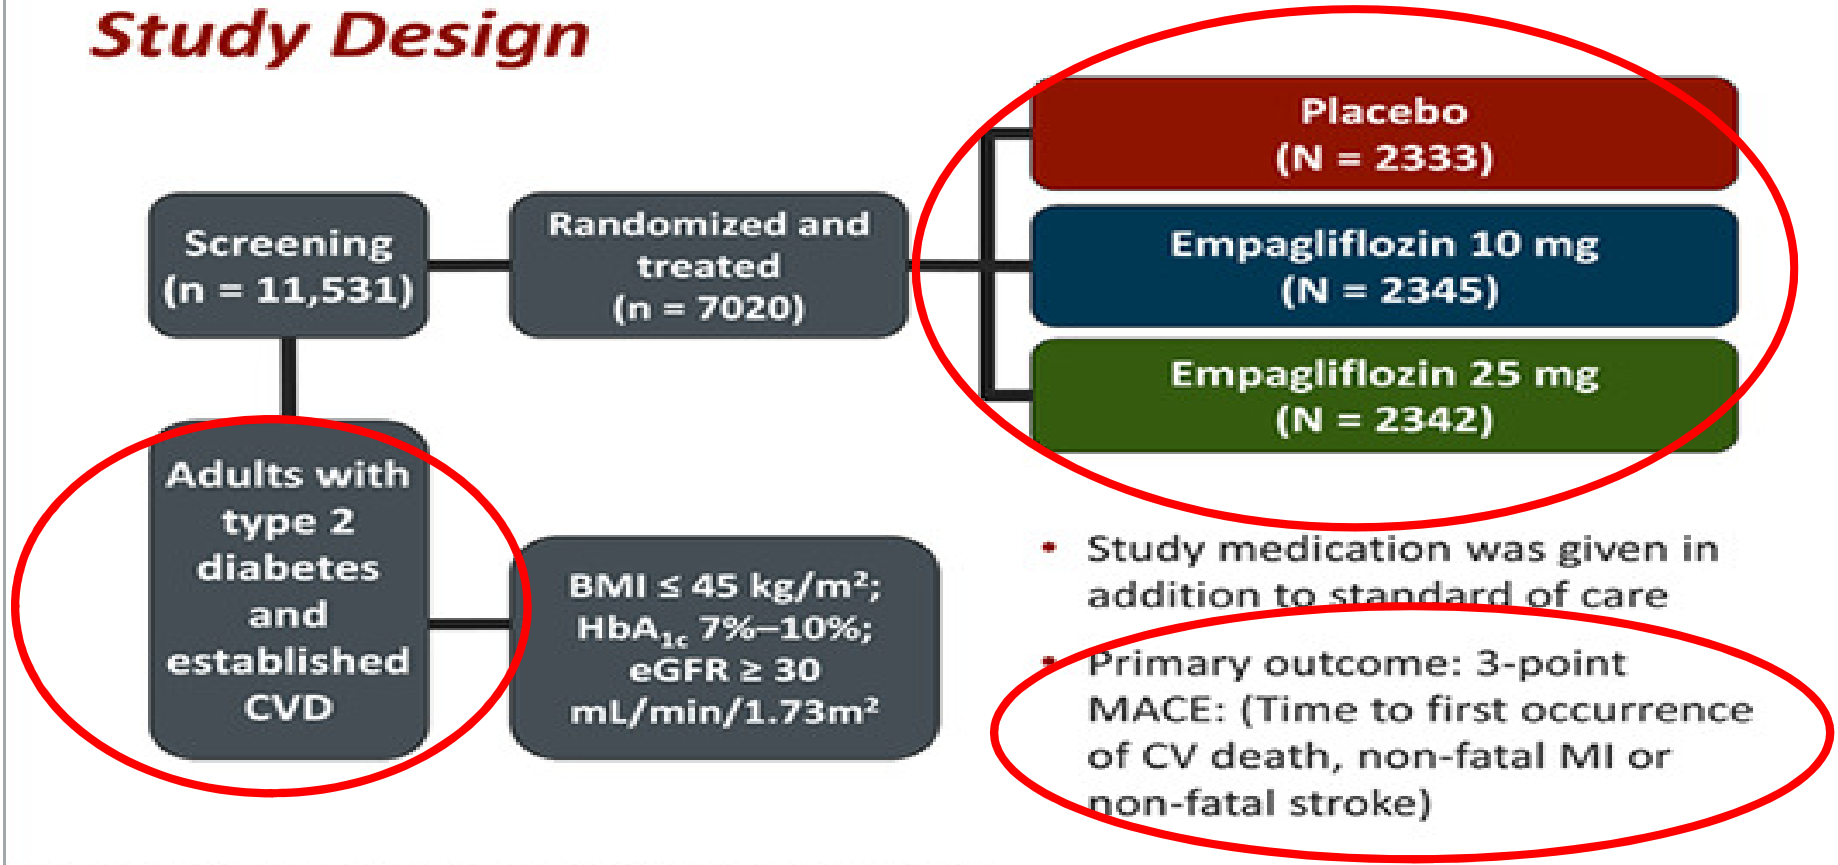 Study Design
Screening
(n = 11,531)
Randomized and
treated
(n = 7020)
Placebo
(N = 2333)
Empagliflozin 10 mg
(N = 2345)
Empagliflozin 25 mg
(N = 2342)
Adults with
type 2
diabetes
and
established
CVD
BMI ≤ 45 kg/m²;
HbA₁c 7%–10%;
eGFR ≥ 30
mL/min/1.73m²
• Study medication was given in
addition to standard of care
• Primary outcome: 3-point
MACE: (Time to first occurrence
of CV death, non-fatal MI or
non-fatal stroke)